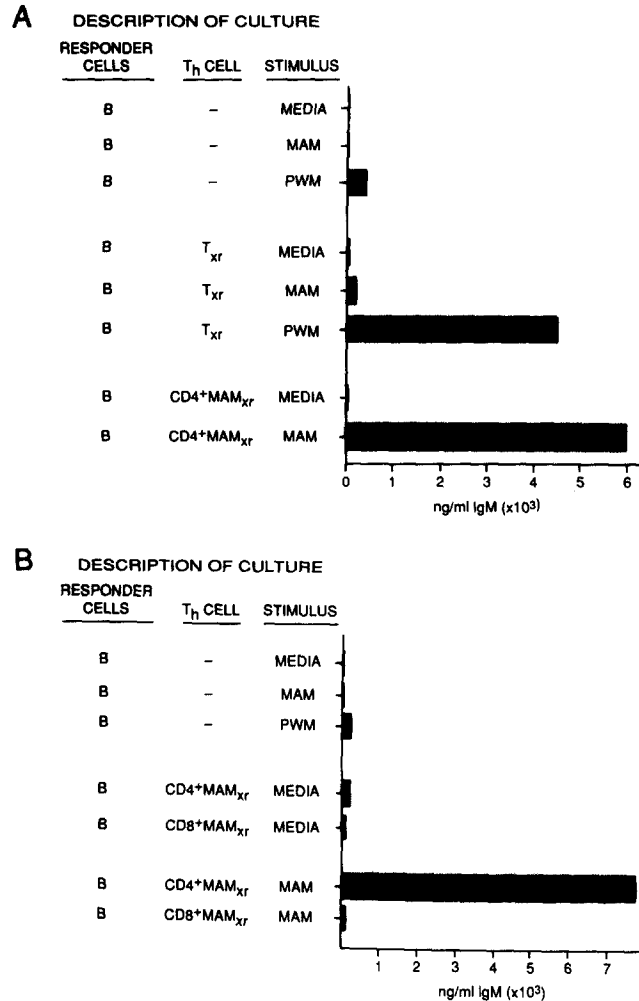 A DESCRIPTION OF CULTURE
RESPONDER CELLS Th CELL STIMULUS
B – MEDIA
B – MAM
B – PWM
B Txr MEDIA
B Txr MAM
B Txr PWM
B CD4+MAMxr MEDIA
B CD4+MAMxr MAM
0 1 2 3 4 5 6
ng/ml IgM (x10³)
B DESCRIPTION OF CULTURE
RESPONDER CELLS Th CELL STIMULUS
B – MEDIA
B – MAM
B – PWM
B CD4+MAMxr MEDIA
B CD8+MAMxr MEDIA
B CD4+MAMxr MAM
B CD8+MAMxr MAM
1 2 3 4 5 6 7
ng/ml IgM (x10³)